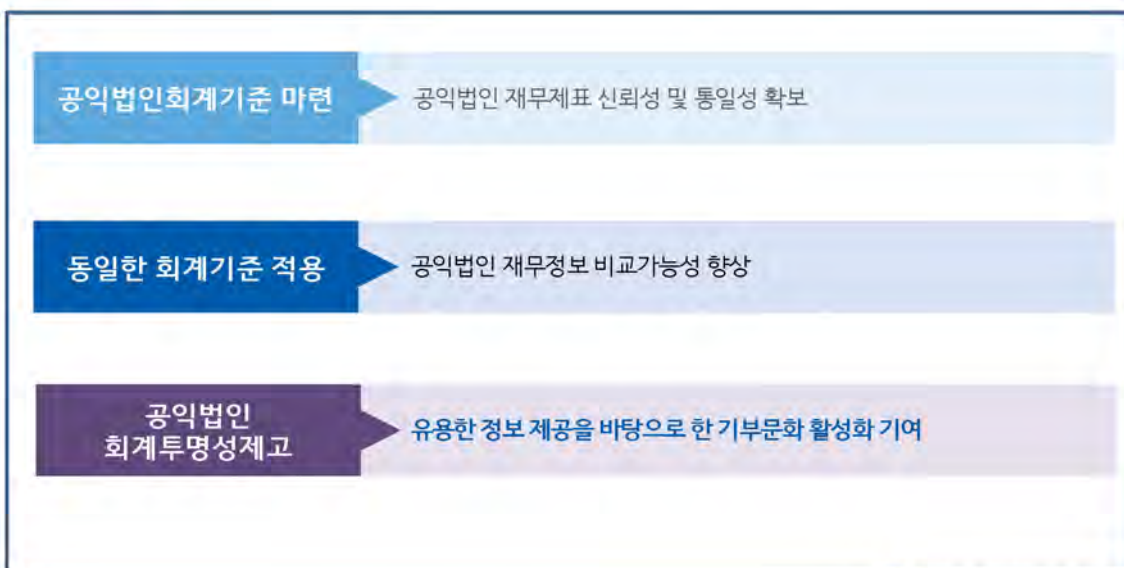 공익법인회계기준 마련
공익법인 재무제표 신뢰성 및 통일성 확보
동일한 회계기준 적용
공익법인 재무정보 비교가능성 향상
공익법인
회계투명성제고
유용한 정보 제공을 바탕으로 한 기부문화 활성화 기여